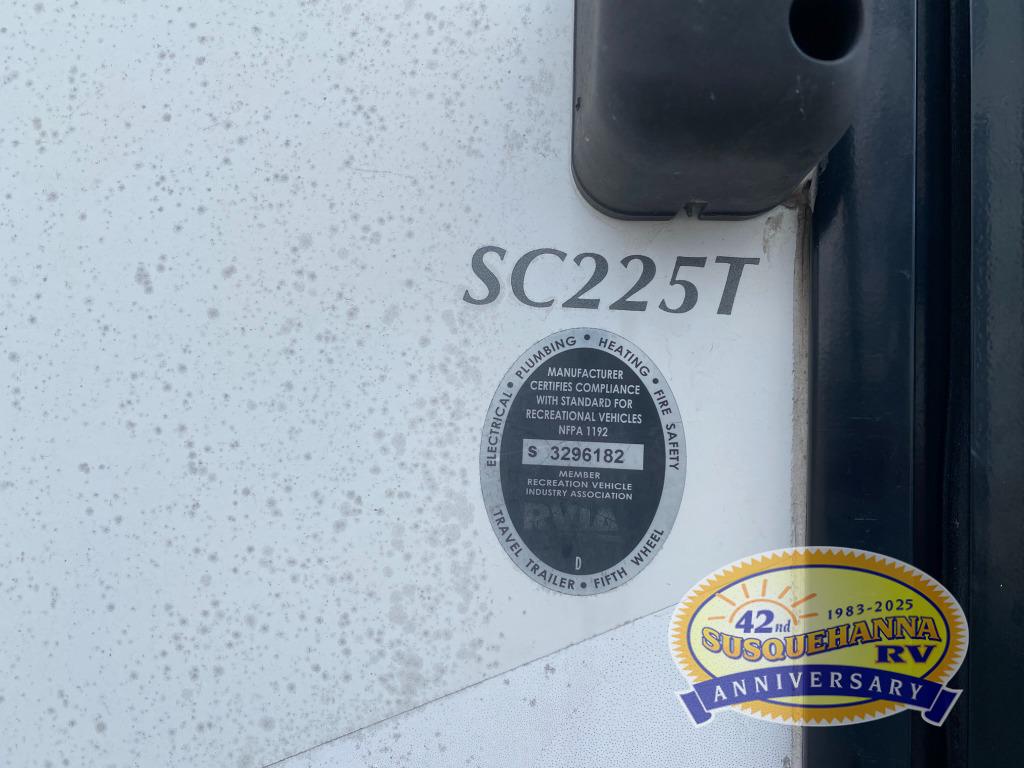 SC225T
ELECTRICAL • PLUMBING • HEATING • FIRE SAFETY
MANUFACTURER
CERTIFIES COMPLIANCE
WITH STANDARD FOR
RECREATIONAL VEHICLES
NFPA 1192
S 3296182
MEMBER
RECREATION VEHICLE
INDUSTRY ASSOCIATION
RVIA
D
TRAVEL TRAILER • FIFTH WHEEL
1983-2025
42nd
SUSQUEHANNA
RV
ANNIVERSARY